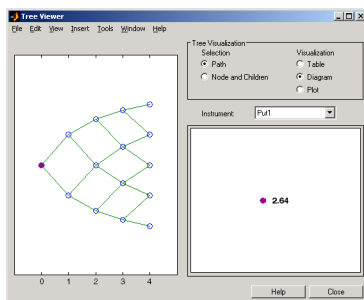 Tree Viewer
File Edit View Insert Tools Window Help
Tree Visualization
Selection
Visualization
Path
Table
Node and Children
Diagram
Plot
Instrument:
Put1
2.64
0 1 2 3 4
Help
Close